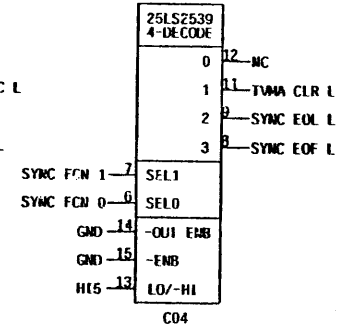 25LS2539
4-DECODE
0 12 NC
C L
1 11 TVMA CLR L
2 9 SYNC EOL L
3 8 SYNC EOF L
SYNC FCN 1 7 SEL1
SYNC FCN 0 6 SEL0
GND 14 -OUT ENB
GND 15 -ENB
HI5 13 LO/-HI
C04